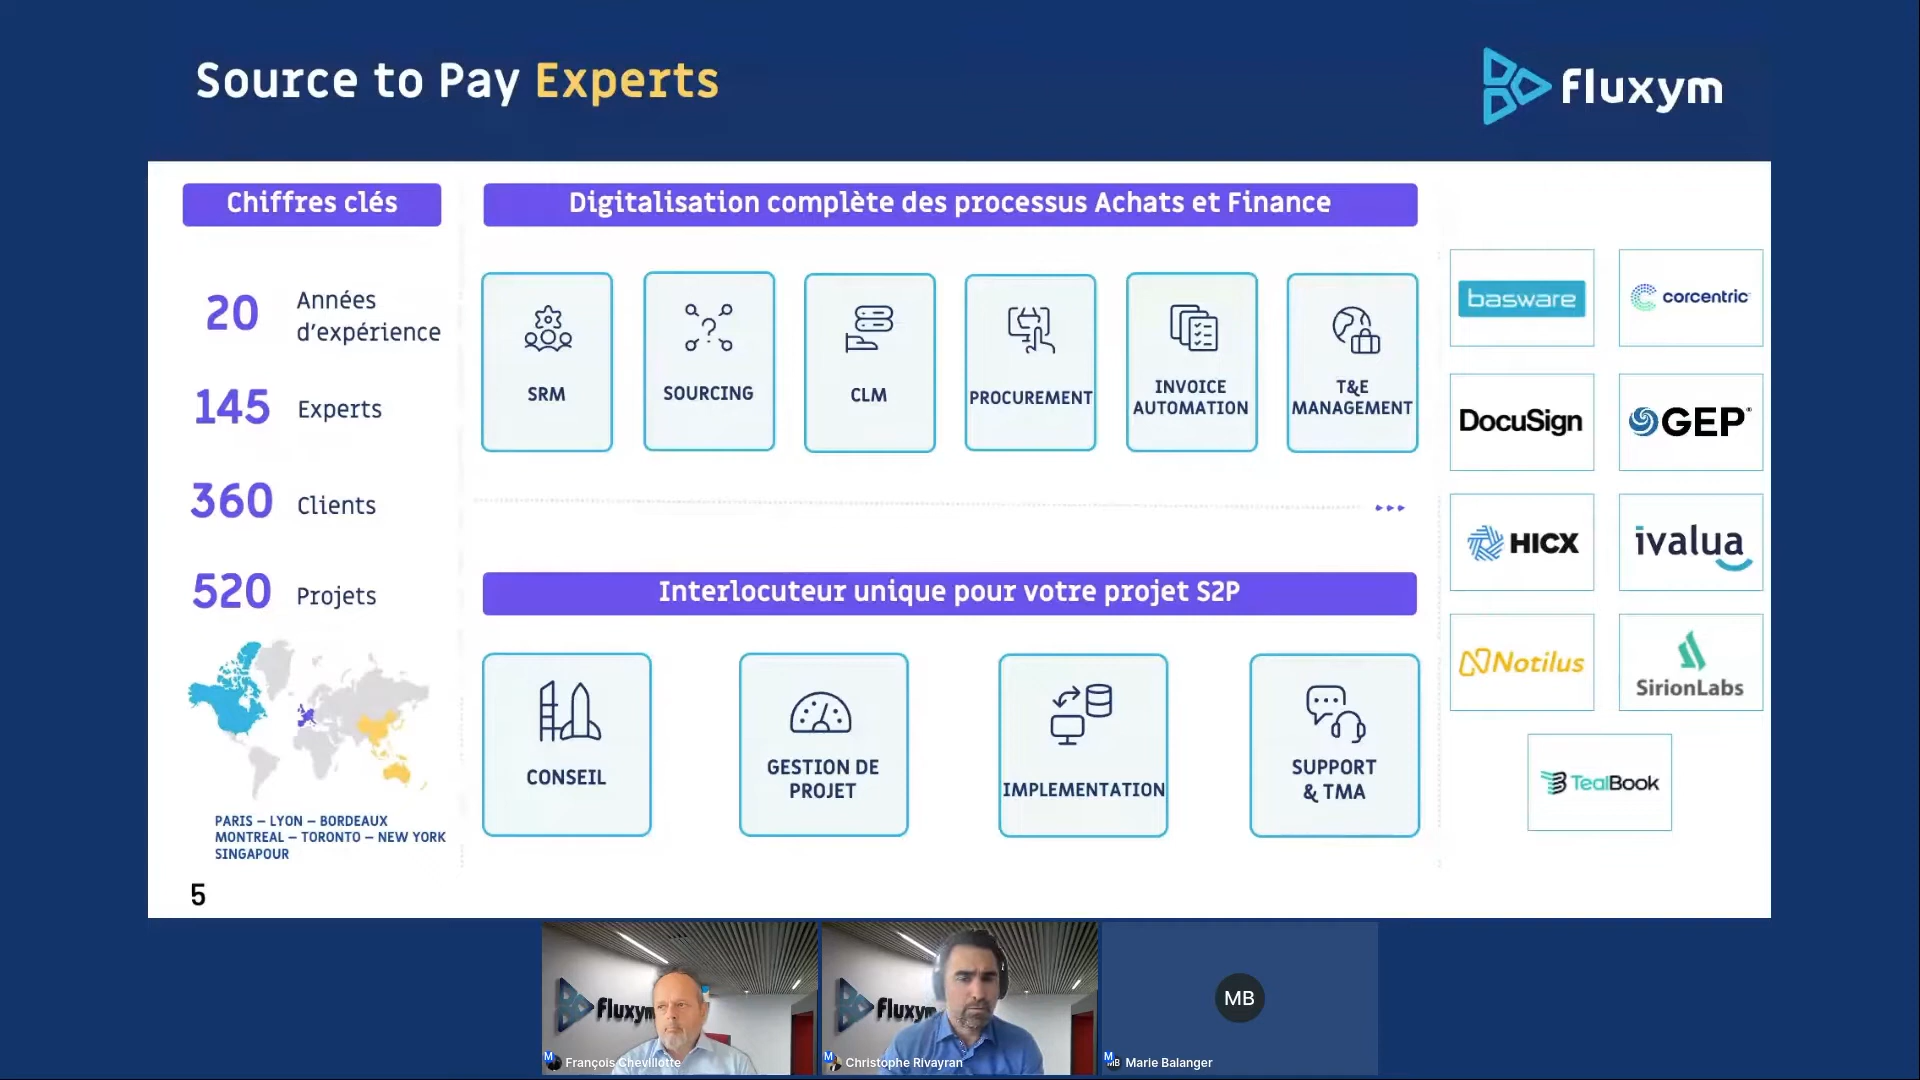 Source to Pay Experts
fluxym
Chiffres clés
20 Années
d'expérience
145 Experts
360 Clients
520 Projets
PARIS – LYON – BORDEAUX
MONTREAL – TORONTO – NEW YORK
SINGAPOUR
5
Digitalisation complète des processus Achats et Finance
SRM
SOURCING
CLM
PROCUREMENT
INVOICE
AUTOMATION
T&E
MANAGEMENT
Interlocuteur unique pour votre projet S2P
CONSEIL
GESTION DE
PROJET
IMPLEMENTATION
SUPPORT
& TMA
basware
corcentric
DocuSign
GEP®
HICX
ivalua
Notilus
SirionLabs
TealBook
fluxym
M François Chevillotte
fluxym
M Christophe Rivayran
MB
M MB Marie Balanger